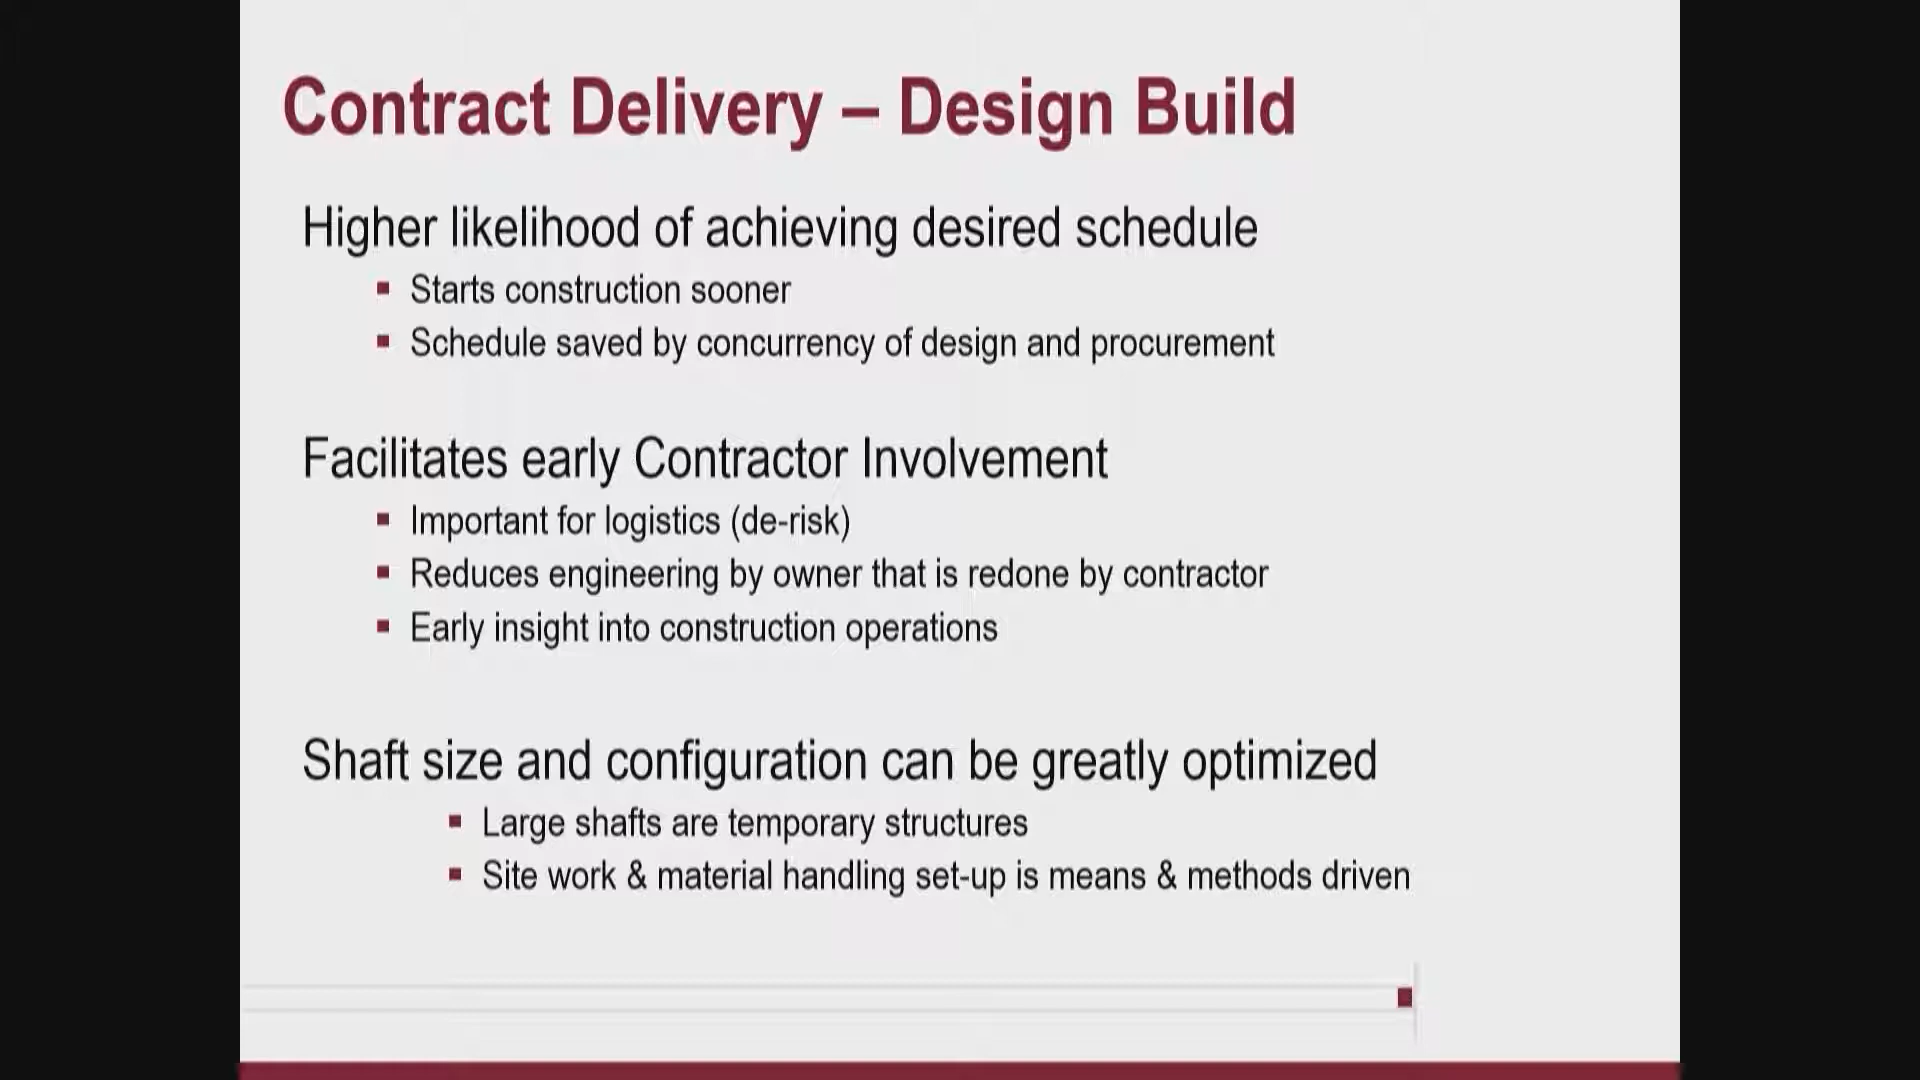 Contract Delivery – Design Build
Higher likelihood of achieving desired schedule
Starts construction sooner
Schedule saved by concurrency of design and procurement
Facilitates early Contractor Involvement
Important for logistics (de-risk)
Reduces engineering by owner that is redone by contractor
Early insight into construction operations
Shaft size and configuration can be greatly optimized
Large shafts are temporary structures
Site work & material handling set-up is means & methods driven